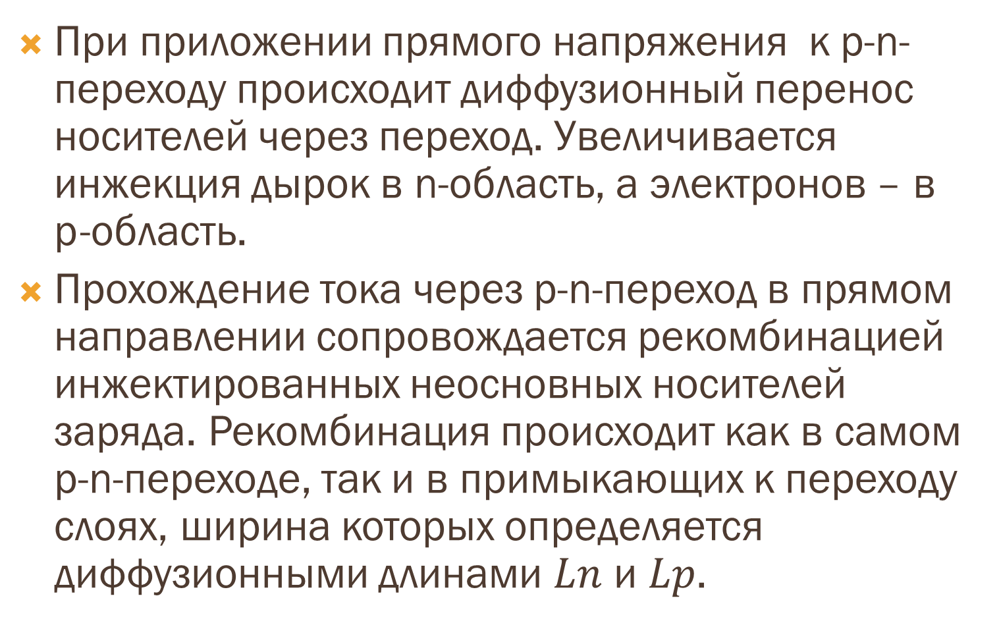 При приложении прямого напряжения  к p-n-
переходу происходит диффузионный перенос
носителей через переход. Увеличивается
инжекция дырок в n-область, а электронов – в
p-область.
Прохождение тока через p-n-переход в прямом
направлении сопровождается рекомбинацией
инжектированных неосновных носителей
заряда. Рекомбинация происходит как в самом
p-n-переходе, так и в примыкающих к переходу
слоях, ширина которых определяется
диффузионными длинами Ln и Lp.